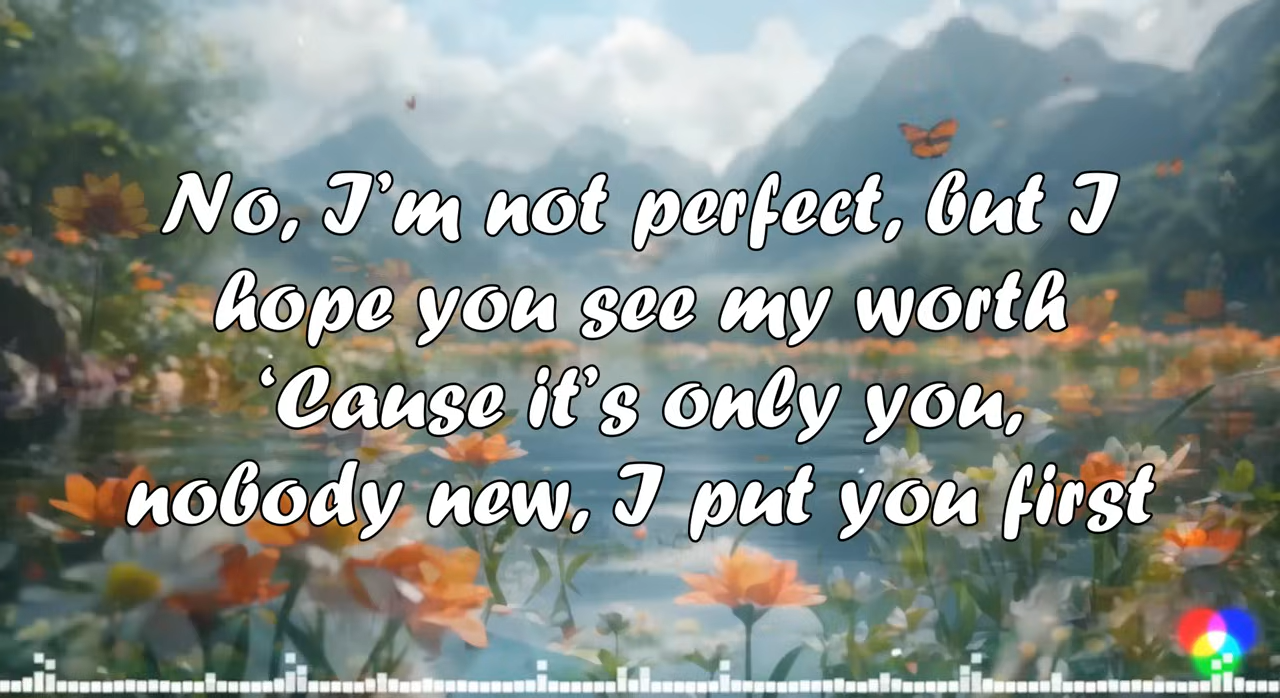 No, I’m not perfect, but I
hope you see my worth
‘Cause it’s only you,
nobody new, I put you first